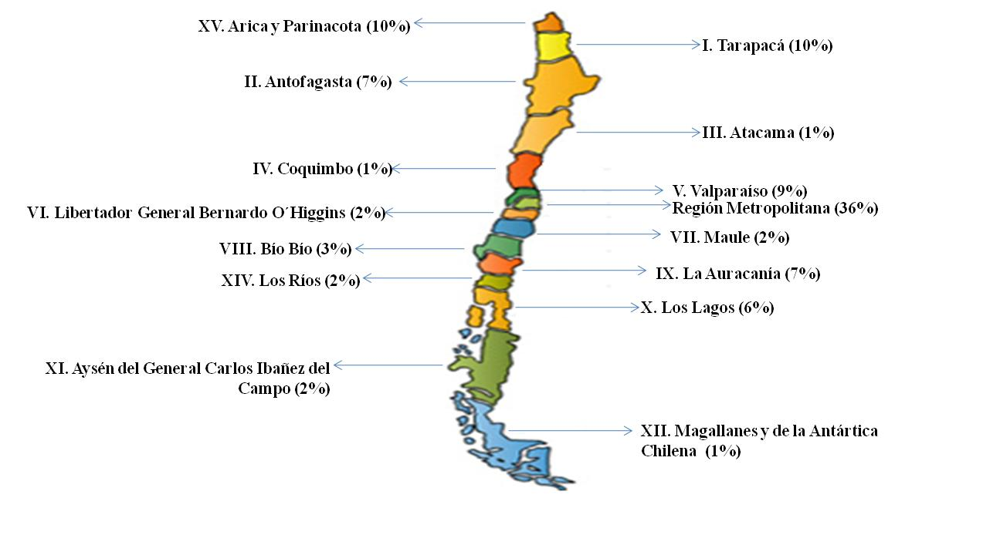 XV. Arica y Parinacota (10%)
I. Tarapacá (10%)
II. Antofagasta (7%)
III. Atacama (1%)
IV. Coquimbo (1%)
V. Valparaíso (9%)
Región Metropolitana (36%)
VI. Libertador General Bernardo O´Higgins (2%)
VII. Maule (2%)
VIII. Bío Bío (3%)
IX. La Auracanía (7%)
XIV. Los Ríos (2%)
X. Los Lagos (6%)
XI. Aysén del General Carlos Ibañez del
Campo (2%)
XII. Magallanes y de la Antártica
Chilena (1%)